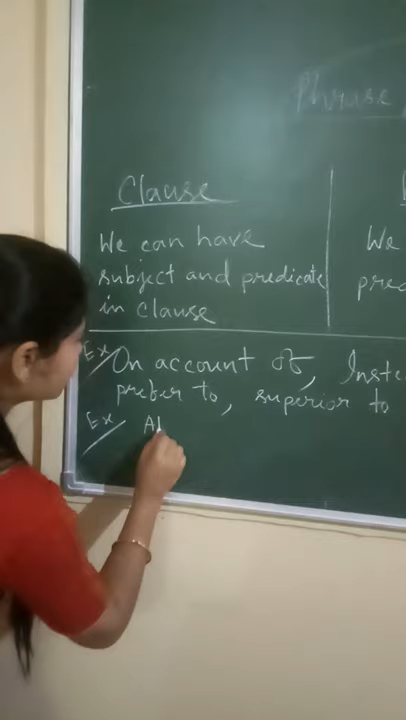 Phrase
Clause
We can have
subject and predicate
in clause
We
Ex On account of, Inste
prefer to, superior to
Ex Al